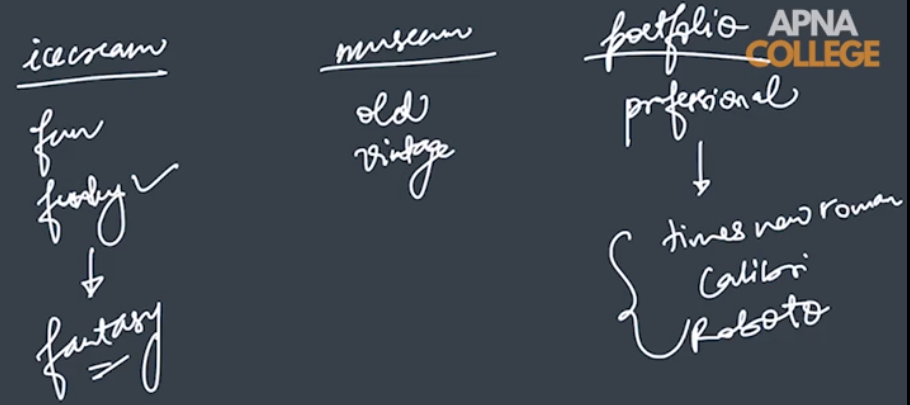 icecream
fun
funky ✓
↓
fantasy
museum
old
vintage
portfolio
professional
↓
times new roman
Calibri
Roboto
APNA
COLLEGE